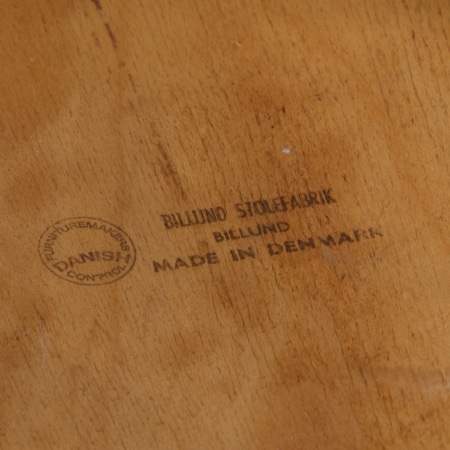 FURNITUREMAKERS
DANISH
CONTROL
BILLUND STOLEFABRIK
BILLUND
MADE IN DENMARK